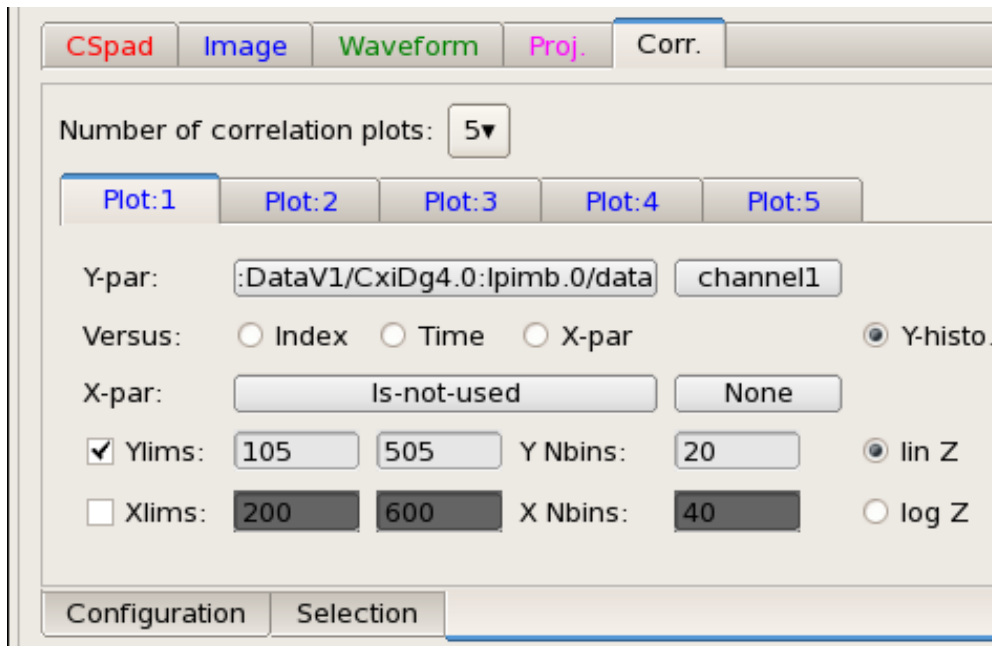 CSpad Image Waveform Proj. Corr.
Number of correlation plots: 5▾
Plot:1 Plot:2 Plot:3 Plot:4 Plot:5
Y-par: :DataV1/CxiDg4.0:Ipimb.0/data channel1
Versus: Index Time X-par Y-histo.
X-par: Is-not-used None
Ylims: 105 505 Y Nbins: 20 lin Z
Xlims: 200 600 X Nbins: 40 log Z
Configuration Selection